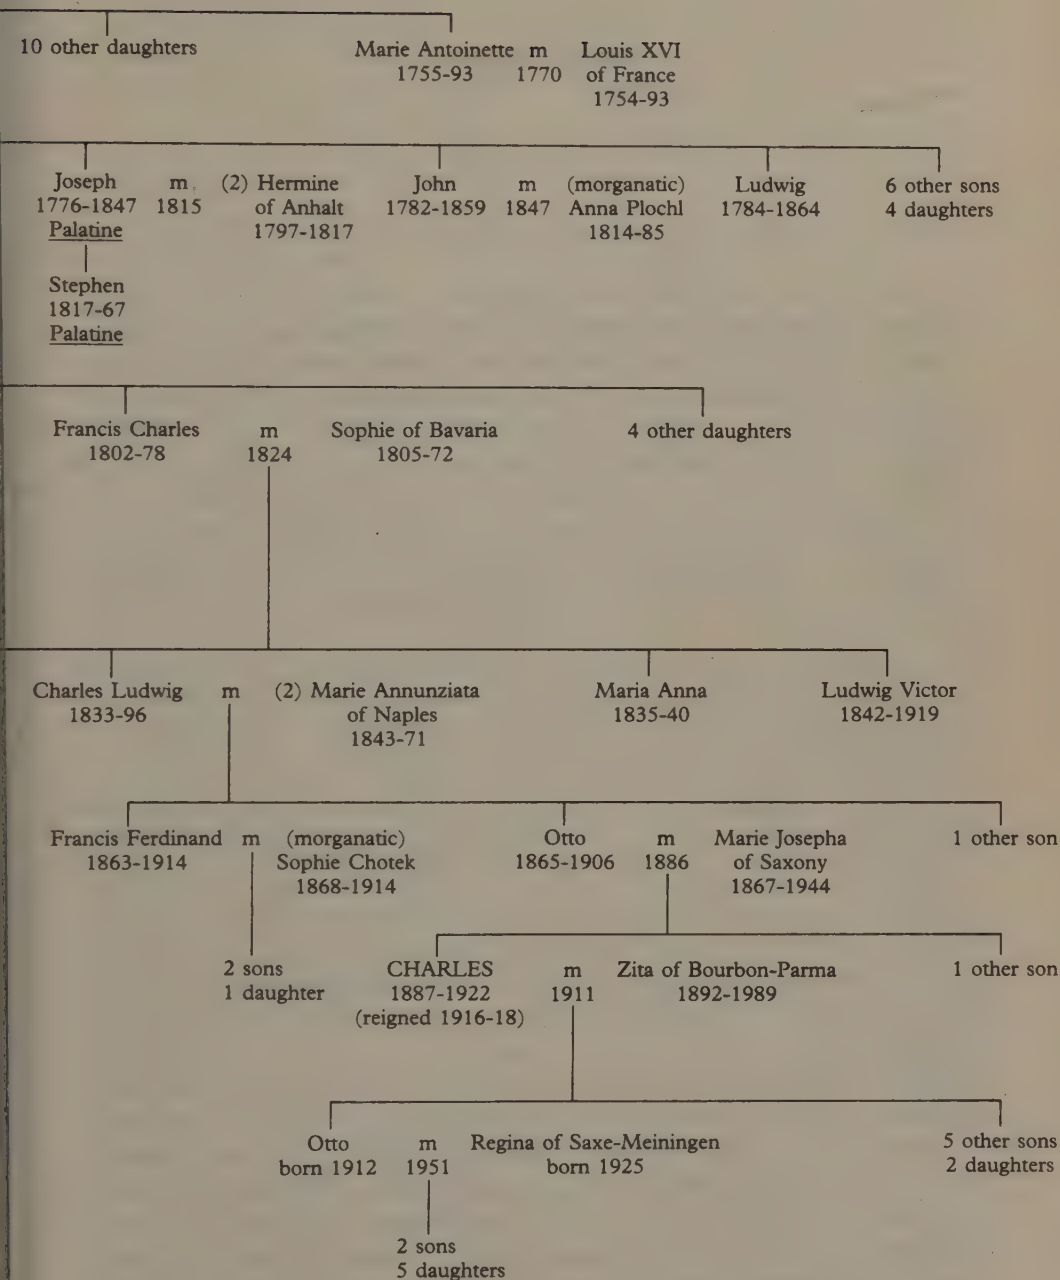 10 other daughters
Marie Antoinette m Louis XVI
1755-93 1770 of France
1754-93
Joseph m (2) Hermine John m (morganatic) Ludwig 6 other sons
1776-1847 1815 of Anhalt 1782-1859 1847 Anna Plochl 1784-1864 4 daughters
Palatine 1797-1817 1814-85
Stephen
1817-67
Palatine
Francis Charles m Sophie of Bavaria 4 other daughters
1802-78 1824 1805-72
Charles Ludwig m (2) Marie Annunziata Maria Anna Ludwig Victor
1833-96 of Naples 1835-40 1842-1919
1843-71
Francis Ferdinand m (morganatic) Otto m Marie Josepha 1 other son
1863-1914 Sophie Chotek 1865-1906 1886 of Saxony
1868-1914 1867-1944
2 sons CHARLES m Zita of Bourbon-Parma 1 other son
1 daughter 1887-1922 1911 1892-1989
(reigned 1916-18)
Otto m Regina of Saxe-Meiningen 5 other sons
born 1912 1951 born 1925 2 daughters
2 sons
5 daughters